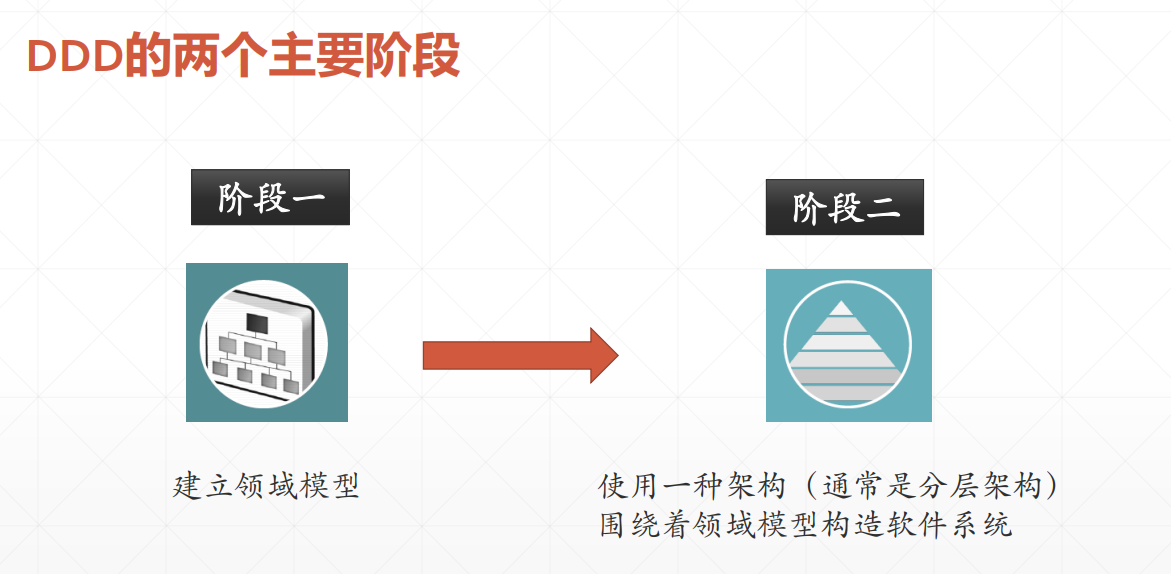 DDD的两个主要阶段
阶段一
阶段二
建立领域模型
使用一种架构（通常是分层架构）
围绕着领域模型构造软件系统